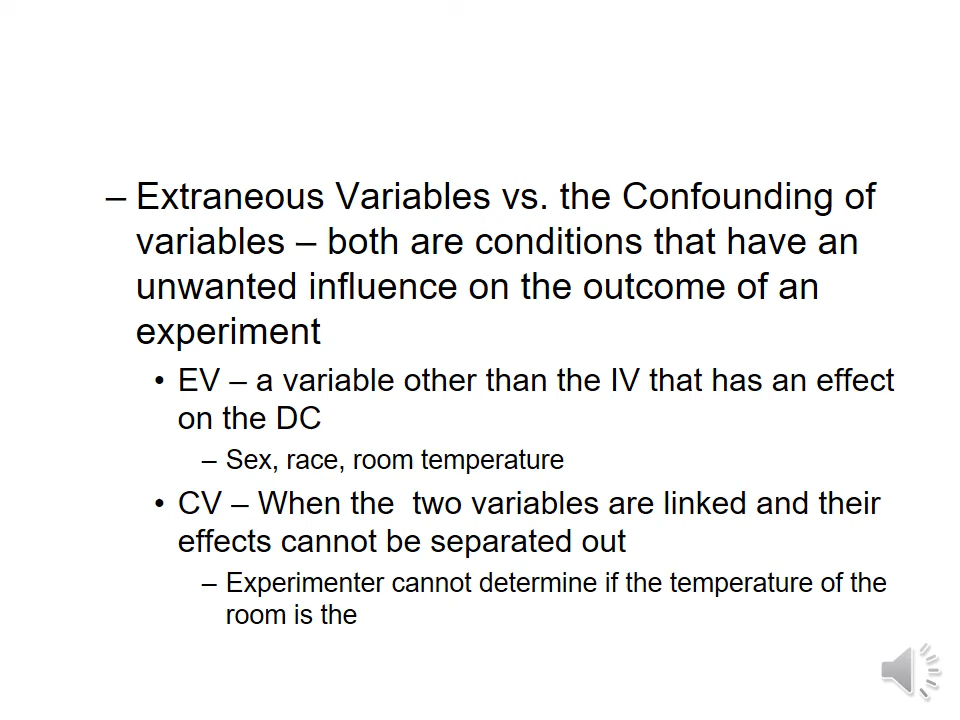 – Extraneous Variables vs. the Confounding of
variables – both are conditions that have an
unwanted influence on the outcome of an
experiment
• EV – a variable other than the IV that has an effect
on the DC
– Sex, race, room temperature
• CV – When the  two variables are linked and their
effects cannot be separated out
– Experimenter cannot determine if the temperature of the
room is the